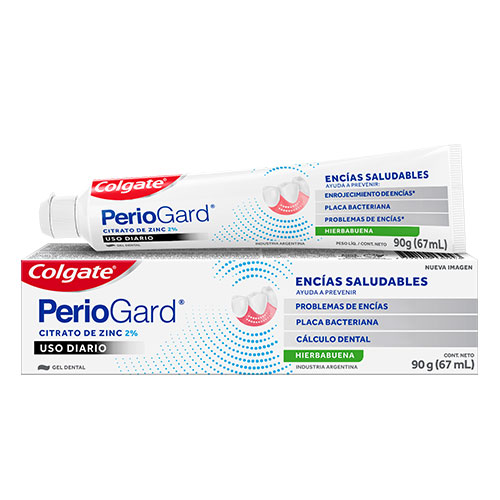 Colgate®
PerioGard®
CITRATO DE ZINC 2%
USO DIARIO
ENCÍAS SALUDABLES
AYUDA A PREVENIR:
ENROJECIMIENTO DE ENCÍAS*
PLACA BACTERIANA
PROBLEMAS DE ENCÍAS*
HIERBABUENA
INDUSTRIA ARGENTINA
PESO LÍQ. / CONT. NETO 90g (67mL)
Colgate®
PerioGard®
CITRATO DE ZINC 2%
USO DIARIO
GEL DENTAL
NUEVA IMAGEN
ENCÍAS SALUDABLES
AYUDA A PREVENIR
PROBLEMAS DE ENCÍAS
PLACA BACTERIANA
CÁLCULO DENTAL
HIERBABUENA
INDUSTRIA ARGENTINA
CONT. NETO
90 g (67 mL)